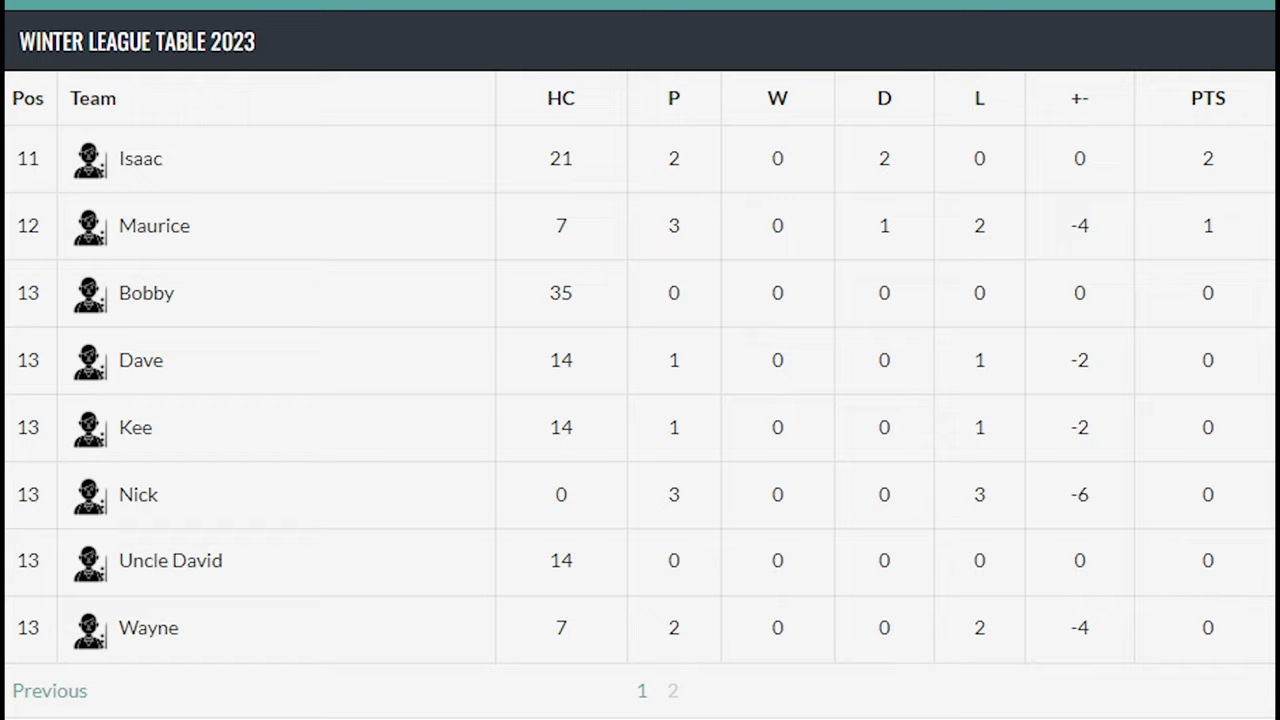 WINTER LEAGUE TABLE 2023
Pos Team HC P W D L +- PTS
11 Isaac 21 2 0 2 0 0 2
12 Maurice 7 3 0 1 2 -4 1
13 Bobby 35 0 0 0 0 0 0
13 Dave 14 1 0 0 1 -2 0
13 Kee 14 1 0 0 1 -2 0
13 Nick 0 3 0 0 3 -6 0
13 Uncle David 14 0 0 0 0 0 0
13 Wayne 7 2 0 0 2 -4 0
Previous 1 2